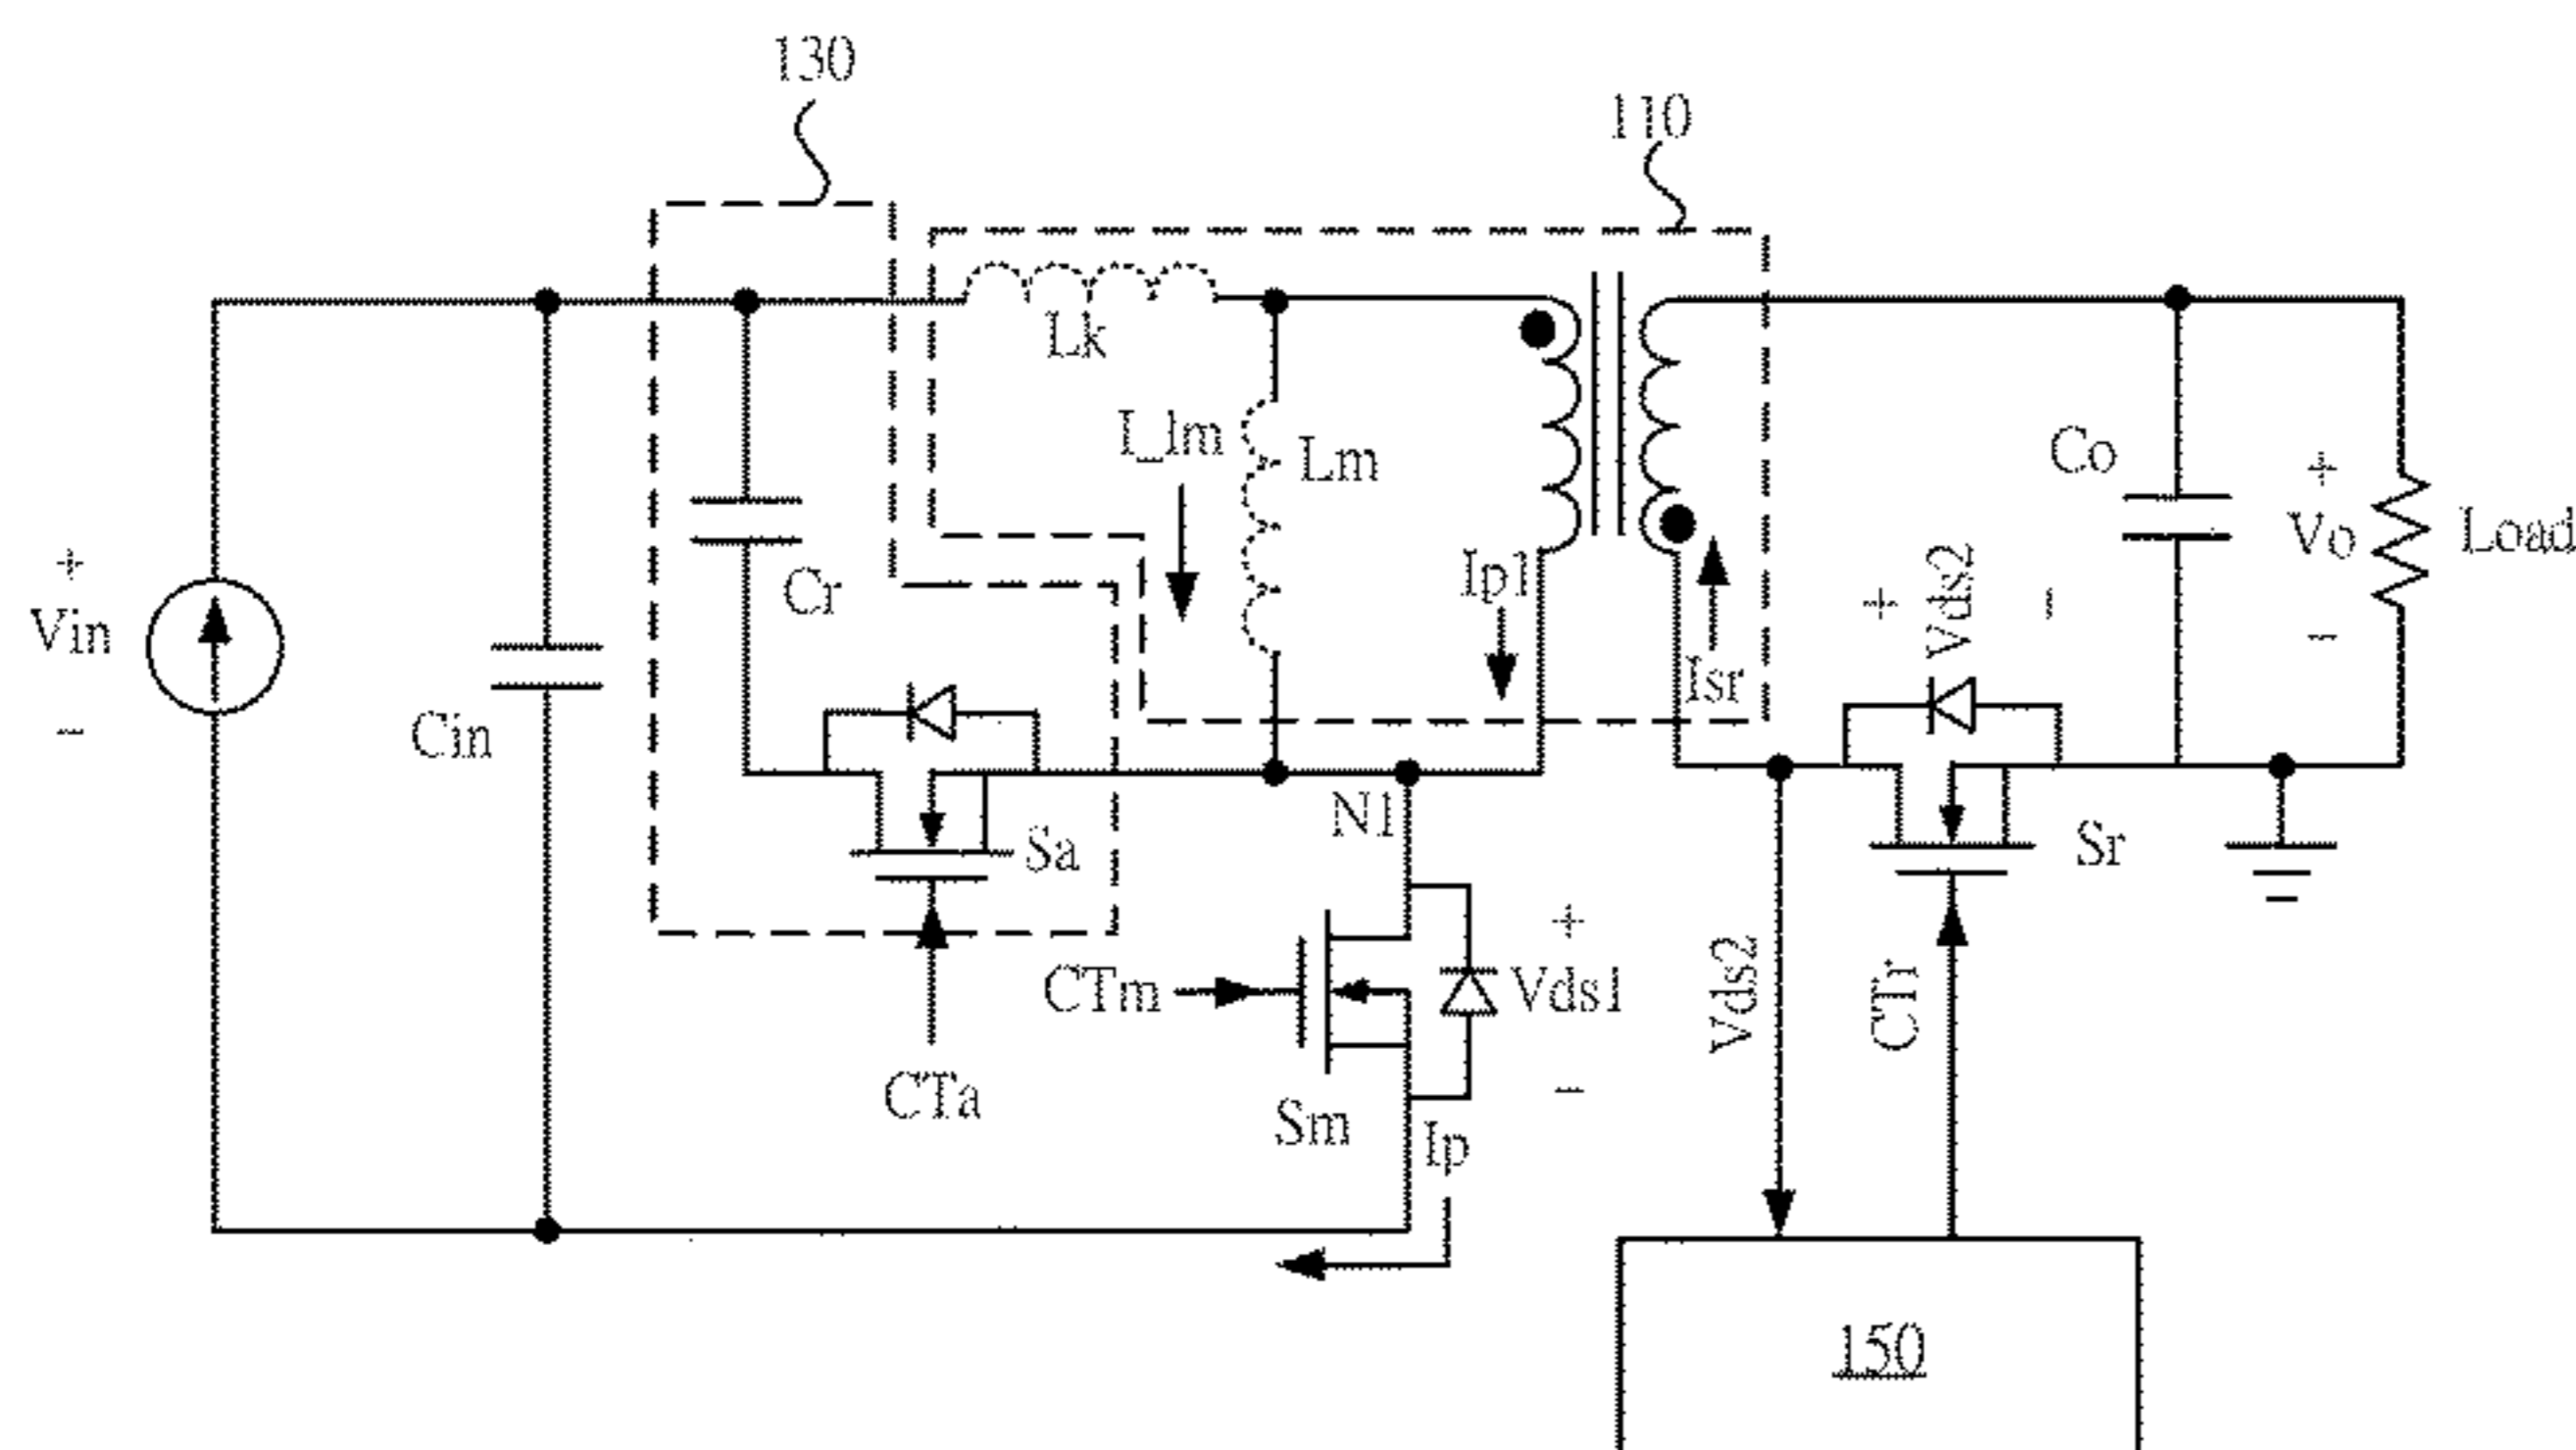 130
110
Lk
I_lm
Lm
Co
+
Vo
−
Load
+
Vin
−
Cin
Cr
Ip1
Isr
+
Vds2
−
N1
Sa
Sr
CTa
CTm
Sm
+
Vds1
−
Ip
Vds2
CTr
150